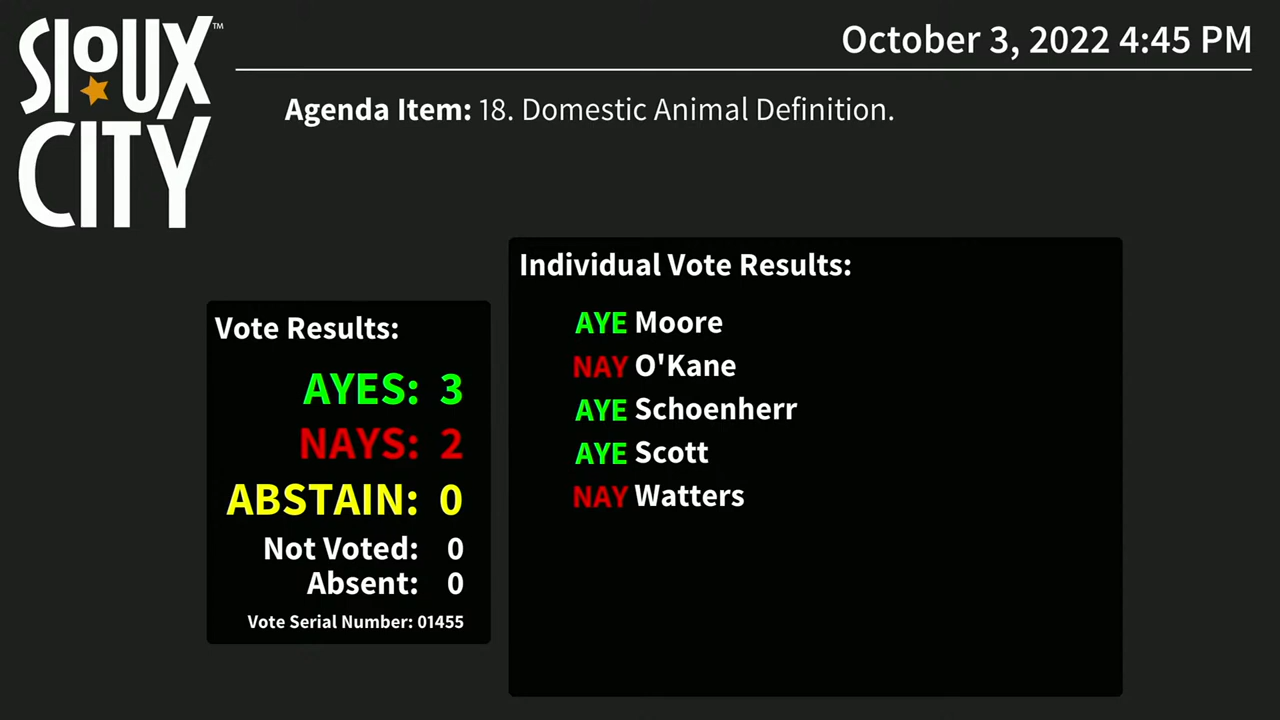 SIOUX™
CITY
October 3, 2022 4:45 PM
Agenda Item: 18. Domestic Animal Definition.
Vote Results:
AYES: 3
NAYS: 2
ABSTAIN: 0
Not Voted: 0
Absent: 0
Vote Serial Number: 01455
Individual Vote Results:
AYE Moore
NAY O'Kane
AYE Schoenherr
AYE Scott
NAY Watters